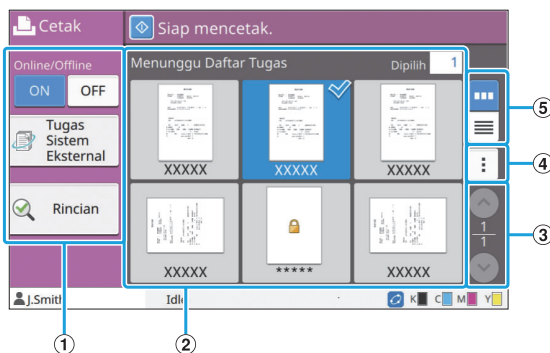 Cetak
Siap mencetak.
Online/Offline
ON OFF
Tugas
Sistem
Eksternal
Rincian
Menunggu Daftar Tugas
Dipilih 1
XXXXX
XXXXX
XXXXX
XXXXX
*****
XXXXX
1
1
J.Smith
Idle
K C M Y
5
4
3
1
2